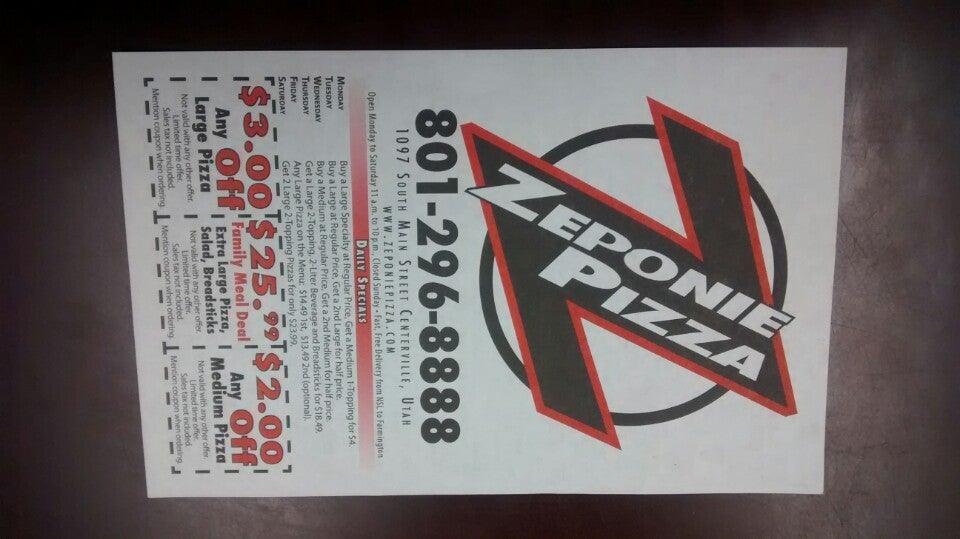 ZEPONIE
PIZZA
801-296-8888
1097 SOUTH MAIN STREET CENTERVILLE, UTAH
WWW.ZEPONIEPIZZA.COM
Open Monday to Saturday 11 a.m. to 10 p.m., Closed Sunday • Fast, Free Delivery from NSL to Farmington
DAILY SPECIALS
MONDAY Buy a Large Specialty at Regular Price, Get a Medium 1-Topping for $4.
TUESDAY Buy a Large at Regular Price, Get a 2nd Large for half price.
WEDNESDAY Buy a Medium at Regular Price, Get a 2nd Medium for half price.
THURSDAY Get a Large 2-Topping, 2-Liter Beverage and Breadsticks for $18.49.
FRIDAY Any Large Pizza on the Menu: $14.49 1st, $13.49 2nd (optional).
SATURDAY Get 2 Large 2-Topping Pizzas for only $23.99.
$3.00
Off
Any
Large Pizza
Not valid with any other offer.
Limited time offer.
Sales tax not included.
Mention coupon when ordering.
$25.99
Family Meal Deal
Extra Large Pizza,
Salad, Breadsticks
Not valid with any other offer.
Limited time offer.
Sales tax not included.
Mention coupon when ordering.
$2.00
Off
Any
Medium Pizza
Not valid with any other offer.
Limited time offer.
Sales tax not included.
Mention coupon when ordering.